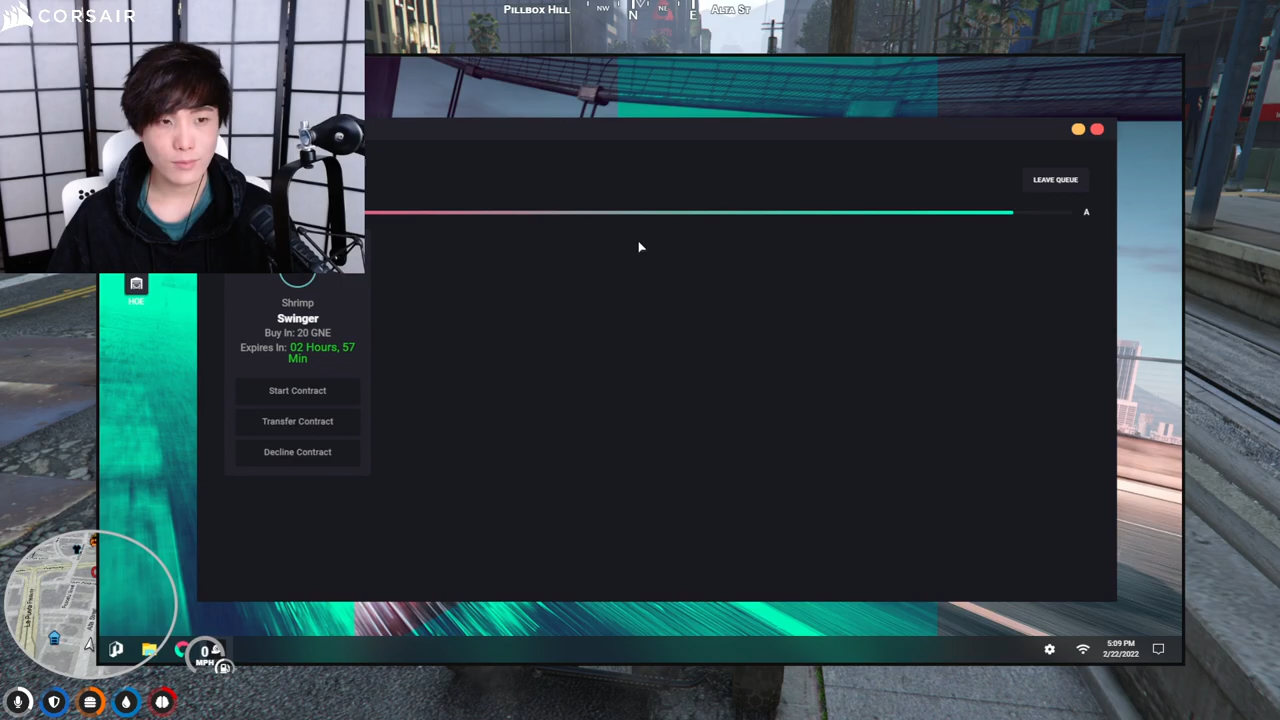 CORSAIR
PILLBOX HILL
NW
N
NE
E
ALTA ST
LEAVE QUEUE
A
HOE
Shrimp
Swinger
Buy In: 20 GNE
Expires In: 02 Hours, 57
Min
Start Contract
Transfer Contract
Decline Contract
0
MPH
5:09 PM
2/22/2022